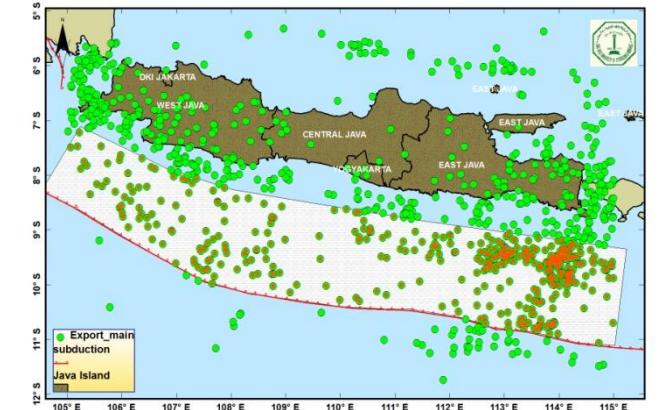 5° S
6° S
7° S
8° S
9° S
10° S
11° S
12° S
DKI JAKARTA
WEST JAVA
CENTRAL JAVA
YOGYAKARTA
EAST JAVA
EAST JAVA
EAST JAVA
EAST JAVA
Export_main
subduction
Java Island
105° E
106° E
107° E
108° E
109° E
110° E
111° E
112° E
113° E
114° E
115° E